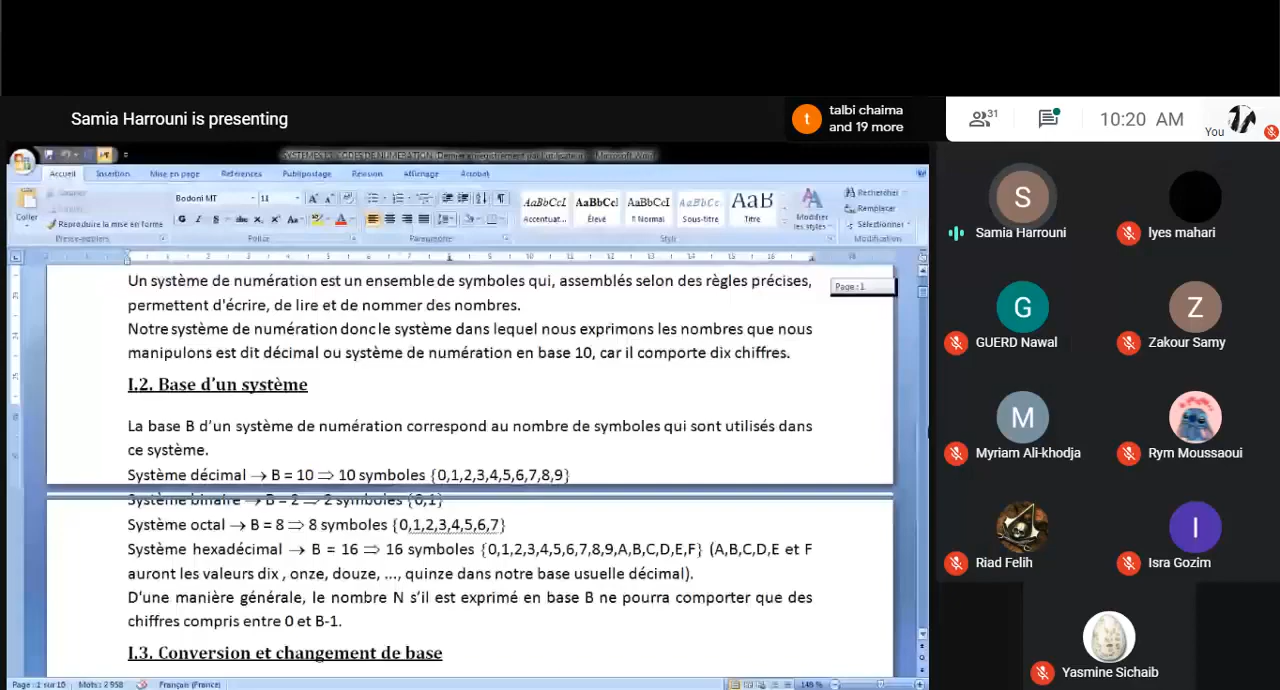 Samia Harrouni is presenting
talbi chaima
and 19 more
31
10:20 AM
You
SYSTEMES ET CODES DE NUMERATION
Microsoft Word
Accueil Insertion Mise en page Références Publipostage Révision Affichage Acrobat
Coller
Reproduire la mise en forme
Presse-papiers
Bodoni MT 11
Police
Paragraphe
AaBbCcI AaBbCcI AaBbCcI AaBbCc AaB
Accentuat... Élevé ¶ Normal Sous-titre Titre
Modifier
les styles
Style
Rechercher
Remplacer
Sélectionner
Modification
Page : 1
Un système de numération est un ensemble de symboles qui, assemblés selon des règles précises,
permettent d'écrire, de lire et de nommer des nombres.
Notre système de numération donc le système dans lequel nous exprimons les nombres que nous
manipulons est dit décimal ou système de numération en base 10, car il comporte dix chiffres.
I.2. Base d'un système
La base B d'un système de numération correspond au nombre de symboles qui sont utilisés dans
ce système.
Système décimal → B = 10 ⇒ 10 symboles {0,1,2,3,4,5,6,7,8,9}
Système binaire → B = 2 ⇒ 2 symboles {0,1}
Système octal → B = 8 ⇒ 8 symboles {0,1,2,3,4,5,6,7}
Système hexadécimal → B = 16 ⇒ 16 symboles {0,1,2,3,4,5,6,7,8,9,A,B,C,D,E,F} (A,B,C,D,E et F
auront les valeurs dix , onze, douze, ..., quinze dans notre base usuelle décimal).
D'une manière générale, le nombre N s'il est exprimé en base B ne pourra comporter que des
chiffres compris entre 0 et B-1.
I.3. Conversion et changement de base
Page : 1 sur 10 Mots : 2 958 Français (France) 148 %
S
Samia Harrouni
lyes mahari
G
GUERD Nawal
Z
Zakour Samy
M
Myriam Ali-khodja
Rym Moussaoui
Riad Felih
I
Isra Gozim
Yasmine Sichaib